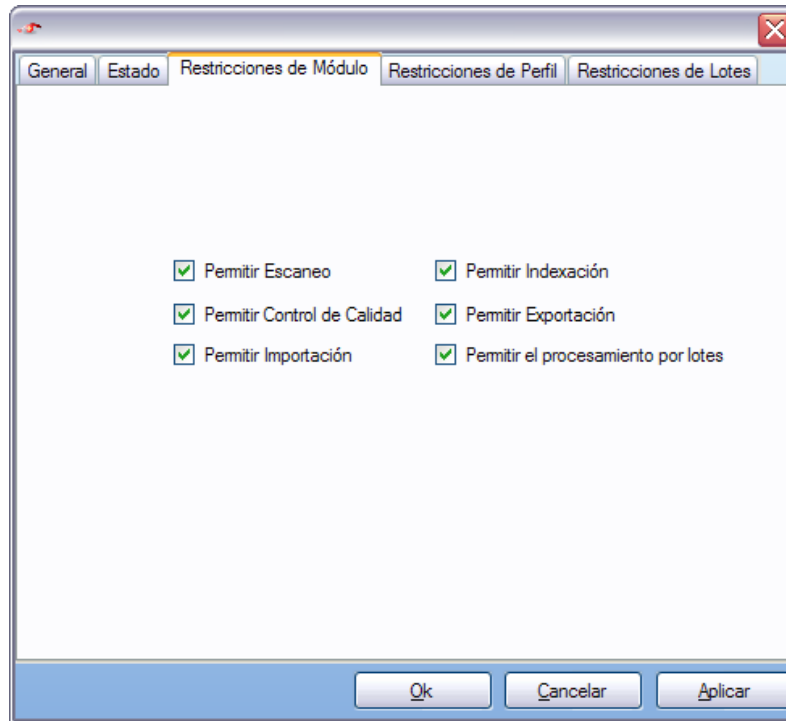 General Estado Restricciones de Módulo Restricciones de Perfil Restricciones de Lotes
Permitir Escaneo Permitir Indexación
Permitir Control de Calidad Permitir Exportación
Permitir Importación Permitir el procesamiento por lotes
Ok Cancelar Aplicar